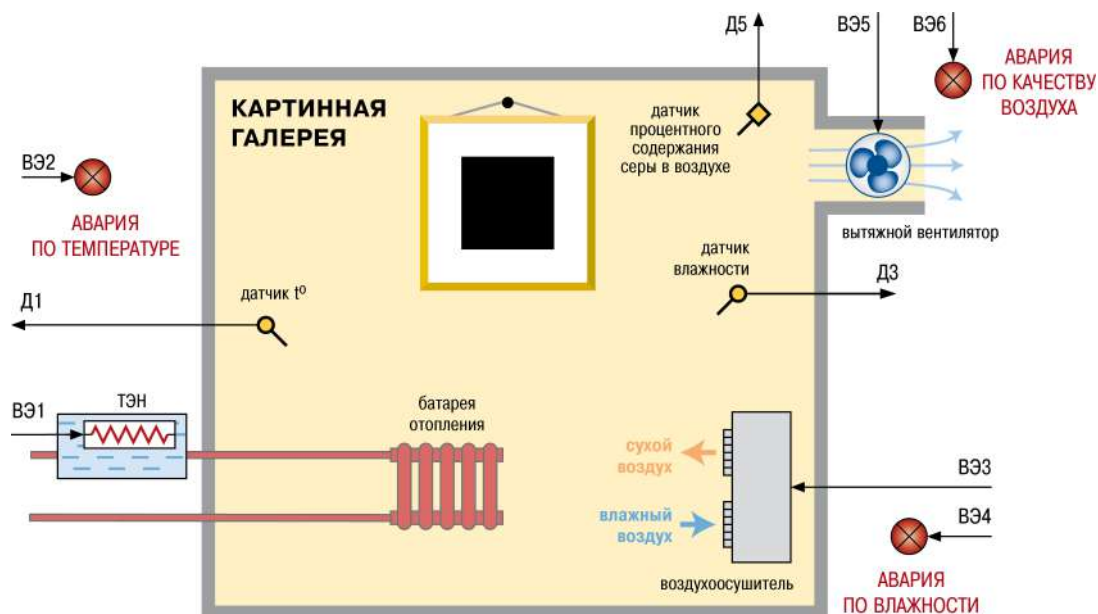 Д5
ВЭ5
ВЭ6
АВАРИЯ
ПО КАЧЕСТВУ
ВОЗДУХА
КАРТИННАЯ
ГАЛЕРЕЯ
датчик
процентного
содержания
серы в воздухе
ВЭ2
АВАРИЯ
ПО ТЕМПЕРАТУРЕ
вытяжной вентилятор
датчик
влажности
Д3
Д1
датчик t⁰
ВЭ1
ТЭН
батарея
отопления
сухой
воздух
влажный
воздух
ВЭ3
ВЭ4
воздухоосушитель
АВАРИЯ
ПО ВЛАЖНОСТИ